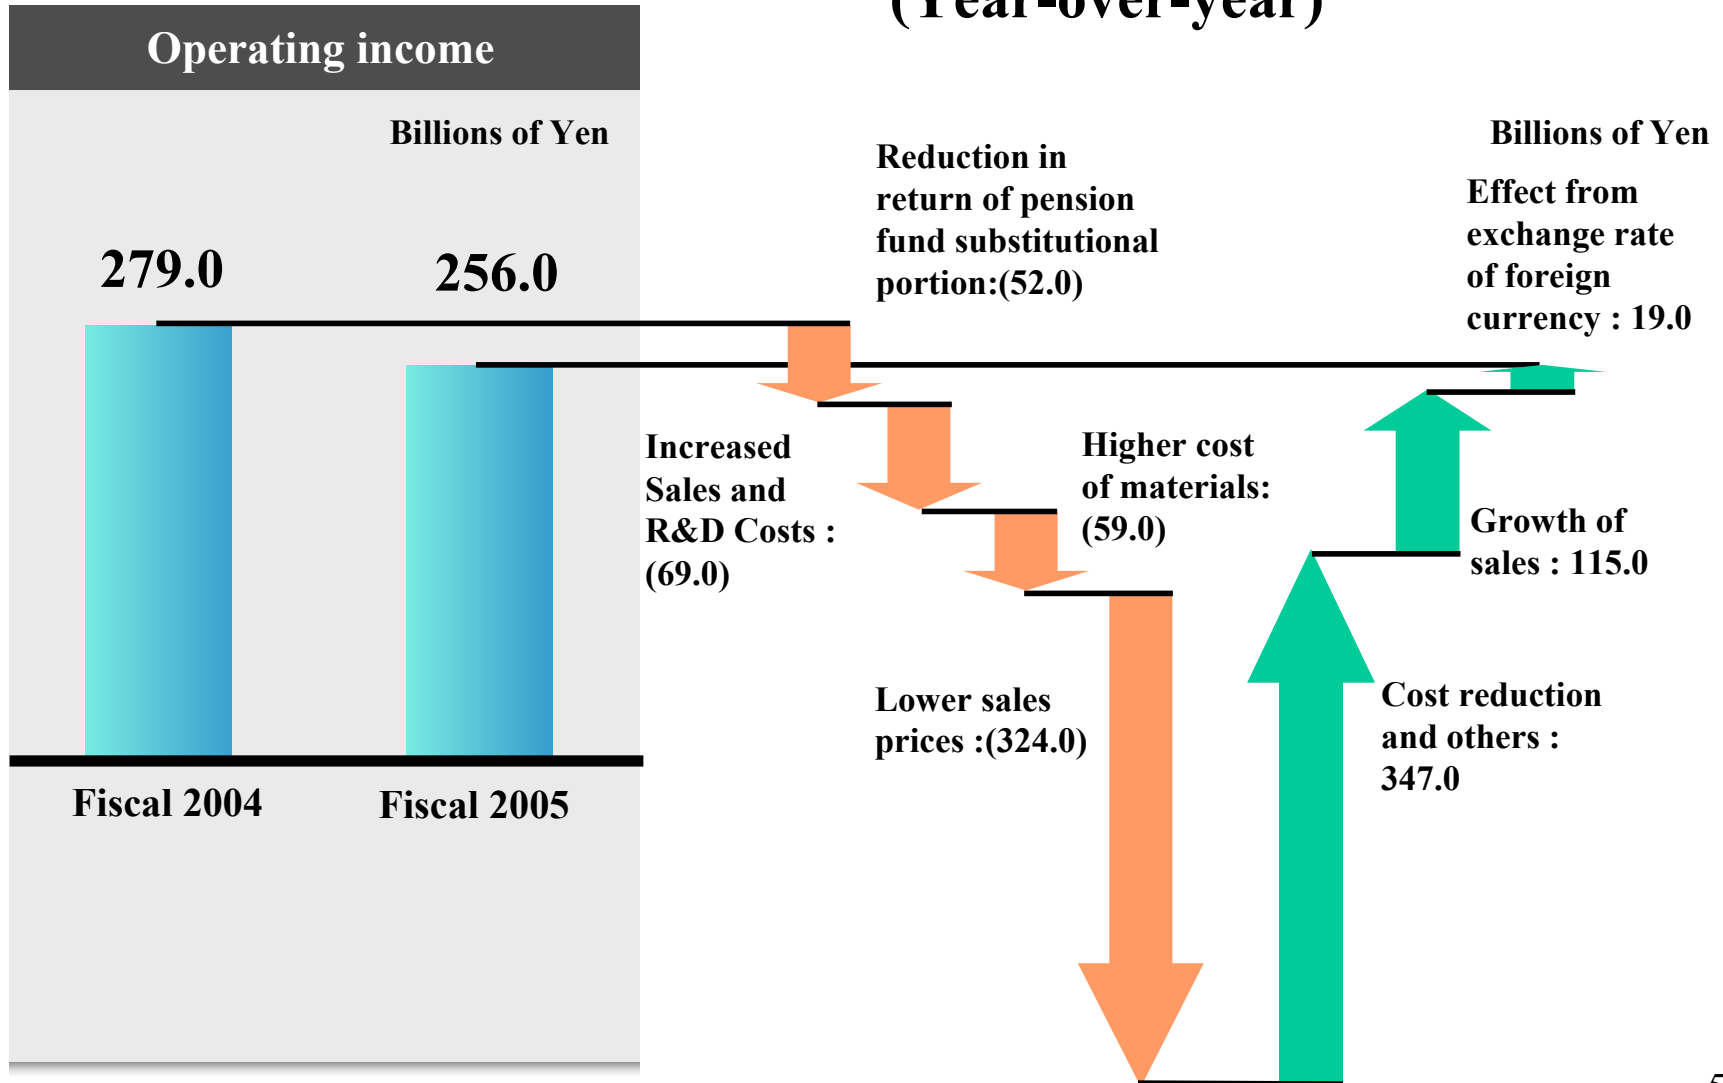 (Year-over-year)
Operating income
Billions of Yen
279.0
256.0
Fiscal 2004
Fiscal 2005
Billions of Yen
Reduction in
return of pension
fund substitutional
portion:(52.0)
Effect from
exchange rate
of foreign
currency : 19.0
Increased
Sales and
R&D Costs :
(69.0)
Higher cost
of materials:
(59.0)
Growth of
sales : 115.0
Lower sales
prices :(324.0)
Cost reduction
and others :
347.0